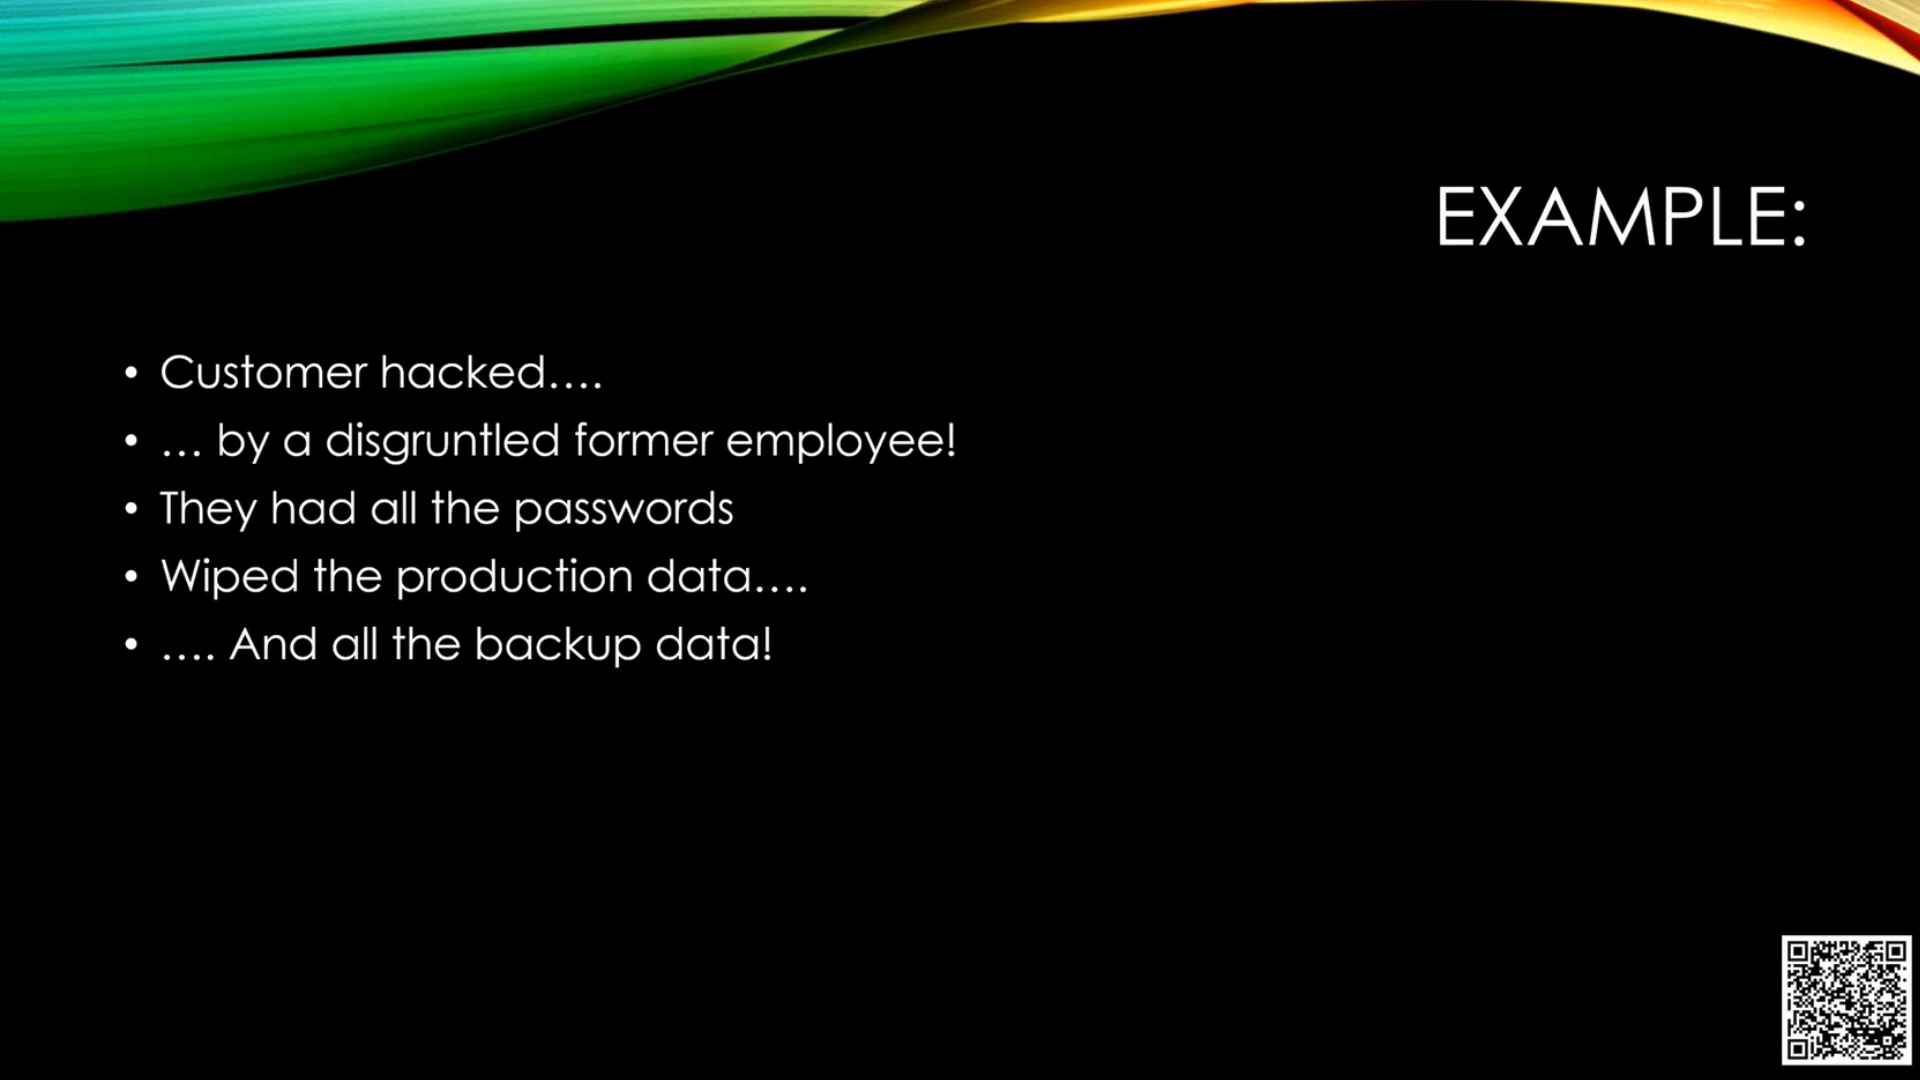 EXAMPLE:
• Customer hacked....
• ... by a disgruntled former employee!
• They had all the passwords
• Wiped the production data....
• .... And all the backup data!